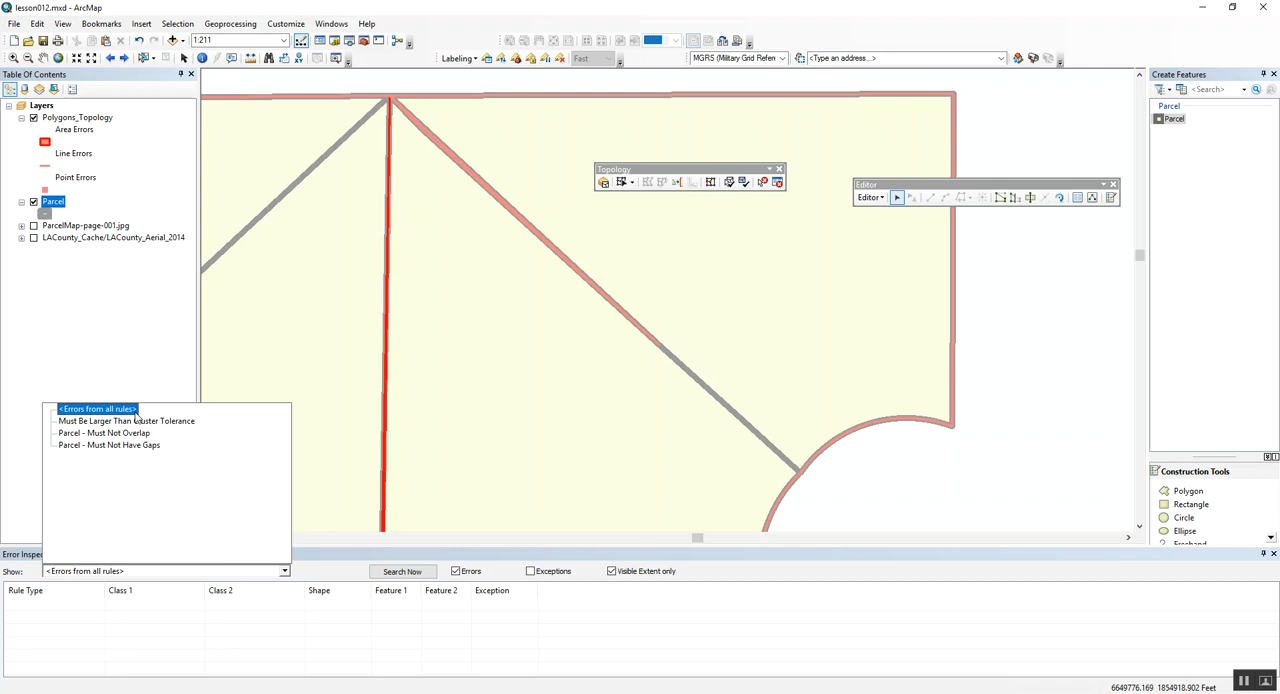 lesson012.mxd - ArcMap
File Edit View Bookmarks Insert Selection Geoprocessing Customize Windows Help
1:211
Labeling Fast MGRS (Military Grid Referen <Type an address...>
Table Of Contents
Layers
Polygons_Topology
Area Errors
Line Errors
Point Errors
Parcel
ParcelMap-page-001.jpg
LACounty_Cache/LACounty_Aerial_2014
Topology
Editor
Editor
Create Features
<Search>
Parcel
Parcel
Construction Tools
Polygon
Rectangle
Circle
Ellipse
Freehand
<Errors from all rules>
Must Be Larger Than Cluster Tolerance
Parcel - Must Not Overlap
Parcel - Must Not Have Gaps
Error Inspec
Show: <Errors from all rules> Search Now Errors Exceptions Visible Extent only
Rule Type Class 1 Class 2 Shape Feature 1 Feature 2 Exception
6649776.169 1854918.902 Feet